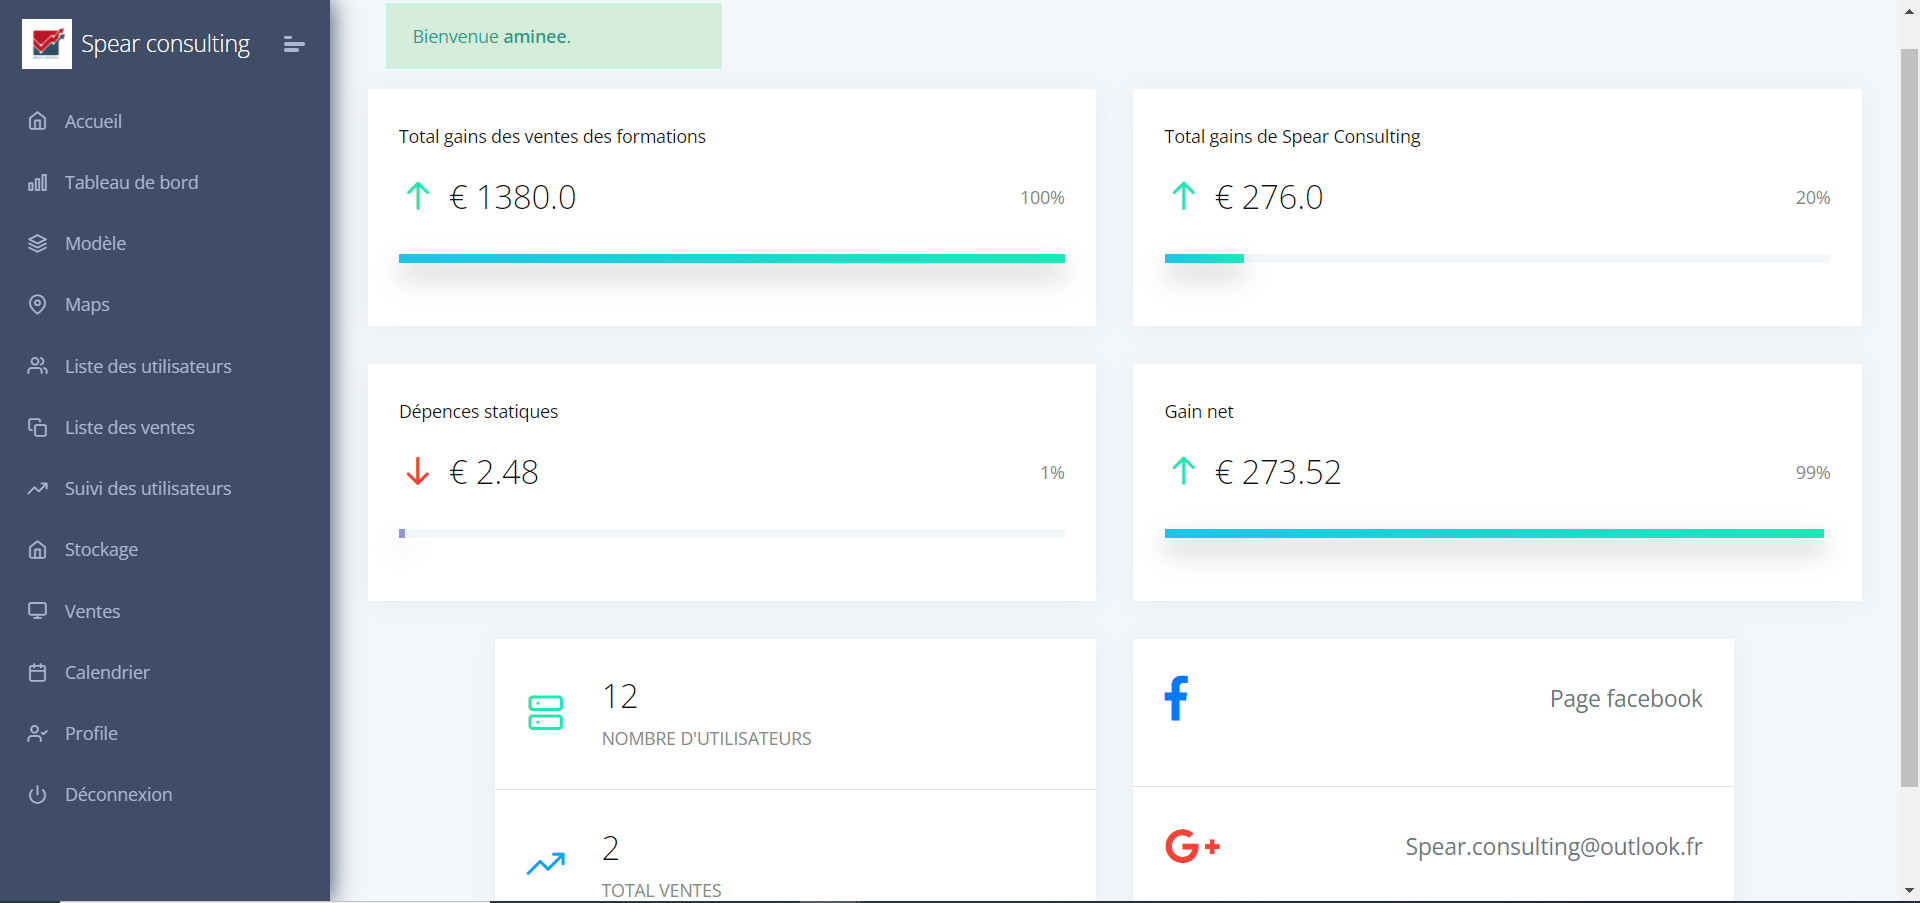 Spear consulting
Accueil
Tableau de bord
Modèle
Maps
Liste des utilisateurs
Liste des ventes
Suivi des utilisateurs
Stockage
Ventes
Calendrier
Profile
Déconnexion
Bienvenue aminee.
Total gains des ventes des formations
€ 1380.0
100%
Total gains de Spear Consulting
€ 276.0
20%
Dépences statiques
€ 2.48
1%
Gain net
€ 273.52
99%
12
NOMBRE D'UTILISATEURS
2
TOTAL VENTES
Page facebook
Spear.consulting@outlook.fr